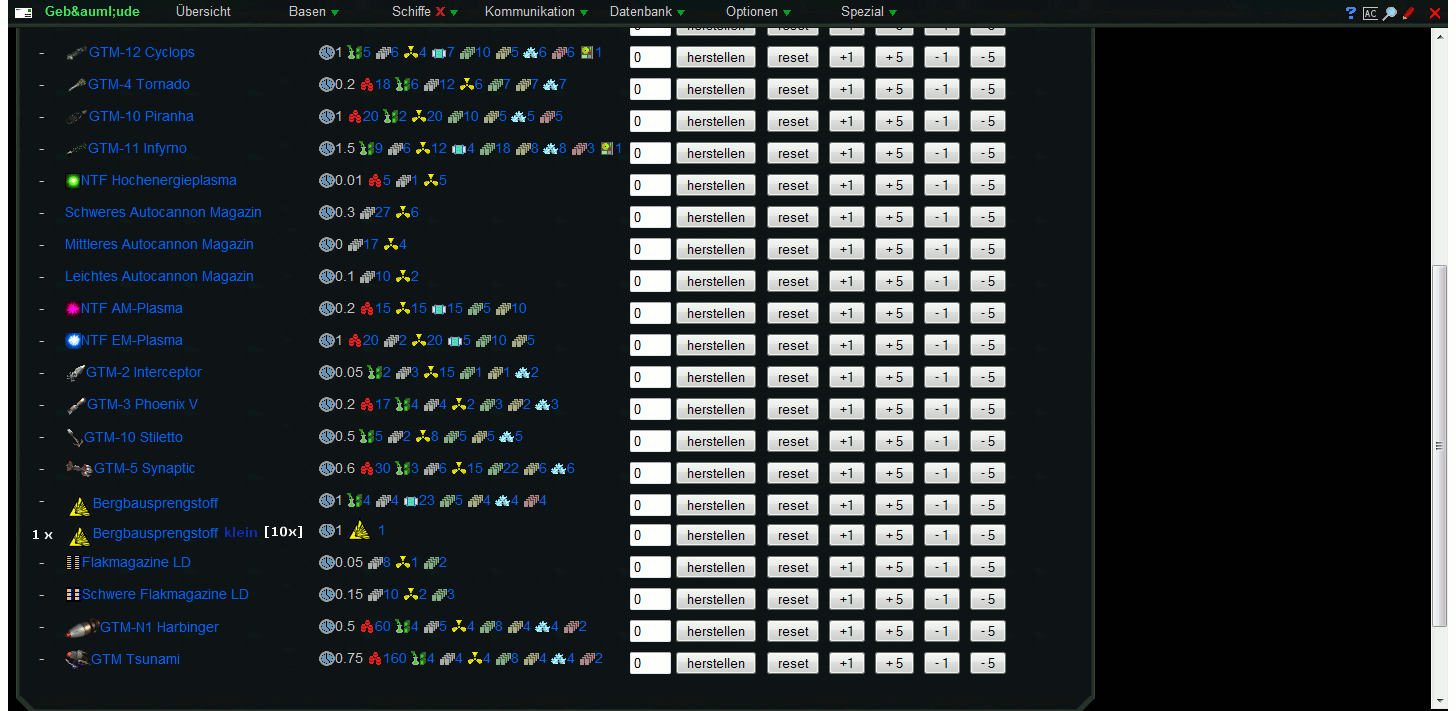 Geb&auml;ude Übersicht Basen Schiffe X Kommunikation Datenbank Optionen Spezial ? AC
0 herstellen reset +1 +5 -1 -5
- GTM-12 Cyclops 1 5 6 4 7 10 5 6 6 1 0 herstellen reset +1 +5 -1 -5
- GTM-4 Tornado 0.2 18 6 12 6 7 7 7 0 herstellen reset +1 +5 -1 -5
- GTM-10 Piranha 1 20 2 20 10 5 5 5 0 herstellen reset +1 +5 -1 -5
- GTM-11 Infyrno 1.5 9 6 12 4 18 8 8 3 1 0 herstellen reset +1 +5 -1 -5
- NTF Hochenergieplasma 0.01 5 1 5 0 herstellen reset +1 +5 -1 -5
- Schweres Autocannon Magazin 0.3 27 6 0 herstellen reset +1 +5 -1 -5
- Mittleres Autocannon Magazin 0 17 4 0 herstellen reset +1 +5 -1 -5
- Leichtes Autocannon Magazin 0.1 10 2 0 herstellen reset +1 +5 -1 -5
- NTF AM-Plasma 0.2 15 15 15 5 10 0 herstellen reset +1 +5 -1 -5
- NTF EM-Plasma 1 20 2 20 5 10 5 0 herstellen reset +1 +5 -1 -5
- GTM-2 Interceptor 0.05 2 3 15 1 1 2 0 herstellen reset +1 +5 -1 -5
- GTM-3 Phoenix V 0.2 17 4 4 2 3 2 3 0 herstellen reset +1 +5 -1 -5
- GTM-10 Stiletto 0.5 5 2 8 5 5 5 0 herstellen reset +1 +5 -1 -5
- GTM-5 Synaptic 0.6 30 3 6 15 22 6 6 0 herstellen reset +1 +5 -1 -5
- Bergbausprengstoff 1 4 4 23 5 4 4 4 0 herstellen reset +1 +5 -1 -5
1 x Bergbausprengstoff klein [10x] 1 1 0 herstellen reset +1 +5 -1 -5
- Flakmagazine LD 0.05 8 1 2 0 herstellen reset +1 +5 -1 -5
- Schwere Flakmagazine LD 0.15 10 2 3 0 herstellen reset +1 +5 -1 -5
- GTM-N1 Harbinger 0.5 60 4 5 4 8 4 4 2 0 herstellen reset +1 +5 -1 -5
- GTM Tsunami 0.75 160 4 4 4 8 4 4 2 0 herstellen reset +1 +5 -1 -5